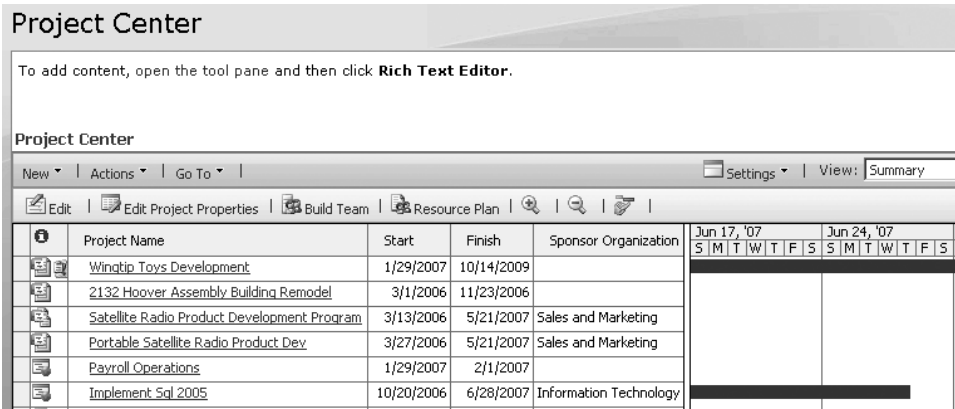 Project Center
To add content, open the tool pane and then click Rich Text Editor.
Project Center
New Actions Go To Settings View: Summary
Edit Edit Project Properties Build Team Resource Plan
Project Name Start Finish Sponsor Organization Jun 17, '07 Jun 24, '07
S M T W T F S S M T W T F S
Wingtip Toys Development 1/29/2007 10/14/2009
2132 Hoover Assembly Building Remodel 3/1/2006 11/23/2006
Satellite Radio Product Development Program 3/13/2006 5/21/2007 Sales and Marketing
Portable Satellite Radio Product Dev 3/27/2006 5/21/2007 Sales and Marketing
Payroll Operations 1/29/2007 2/1/2007
Implement Sql 2005 10/20/2006 6/28/2007 Information Technology